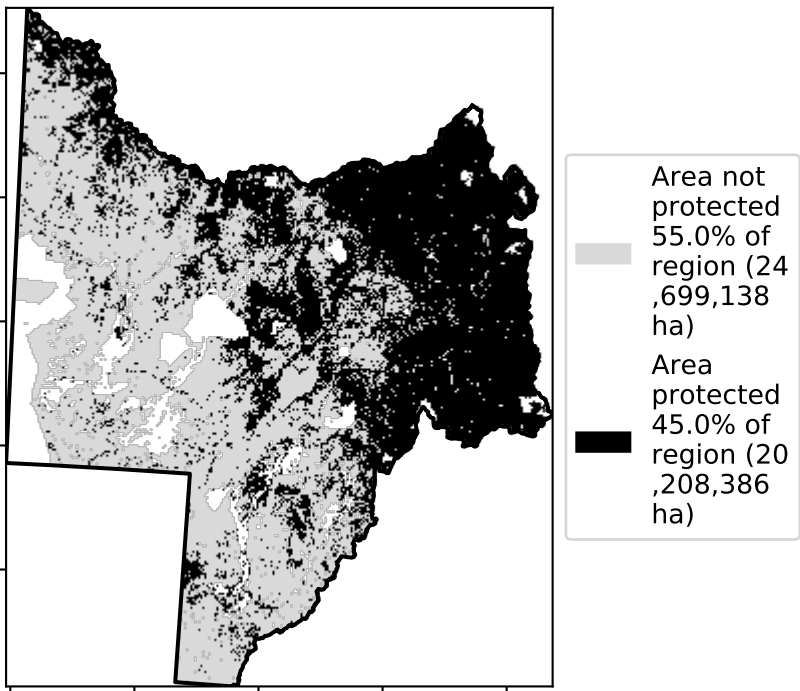 Area not
protected
55.0% of
region (24
,699,138
ha)
Area
protected
45.0% of
region (20
,208,386
ha)